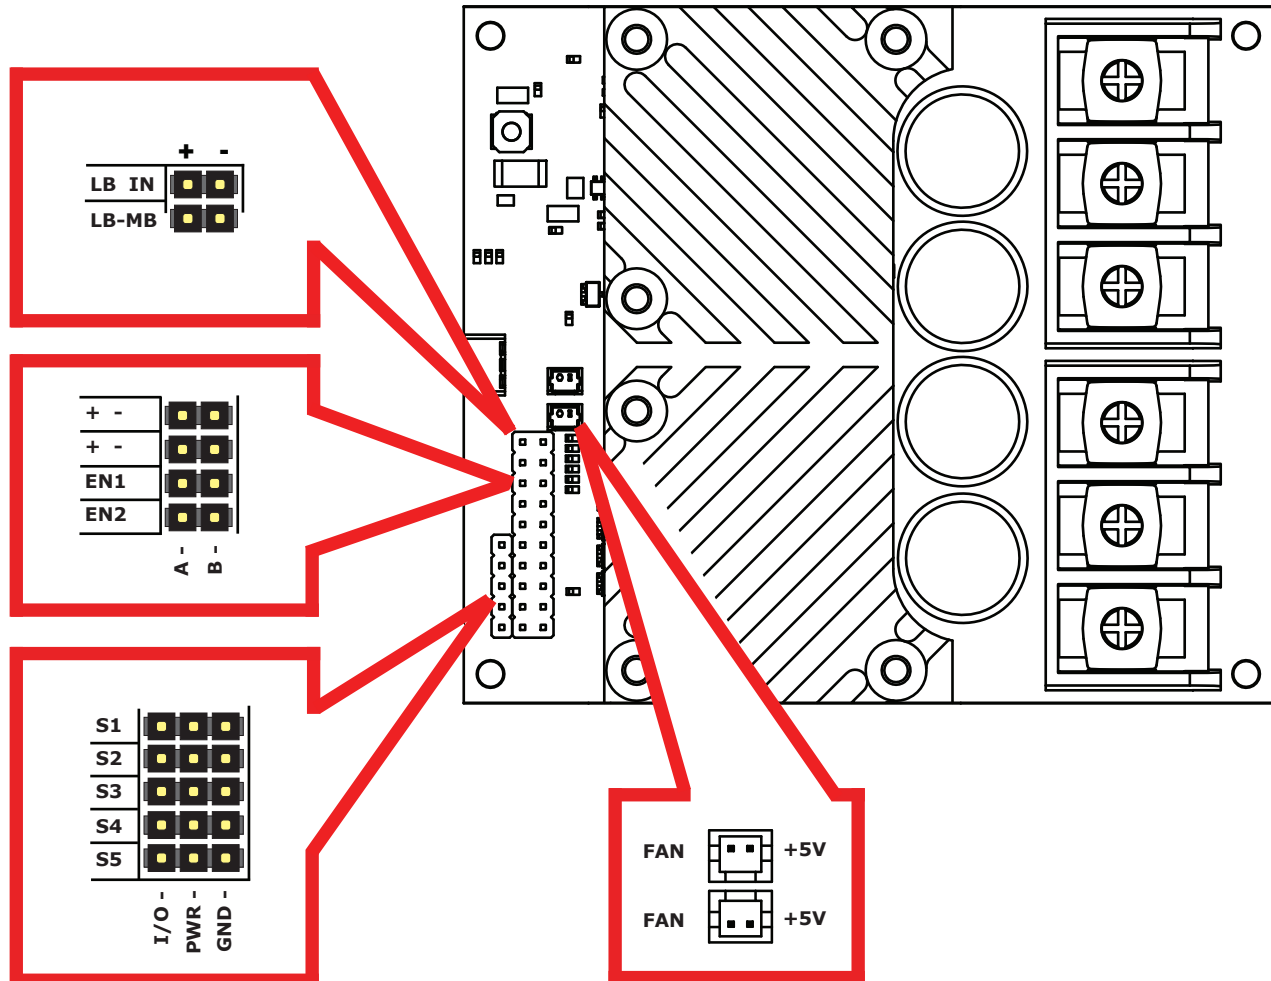 + -
LB IN
LB-MB
+ -
+ -
EN1
EN2
A -
B -
S1
S2
S3
S4
S5
I/O -
PWR -
GND -
FAN +5V
FAN +5V